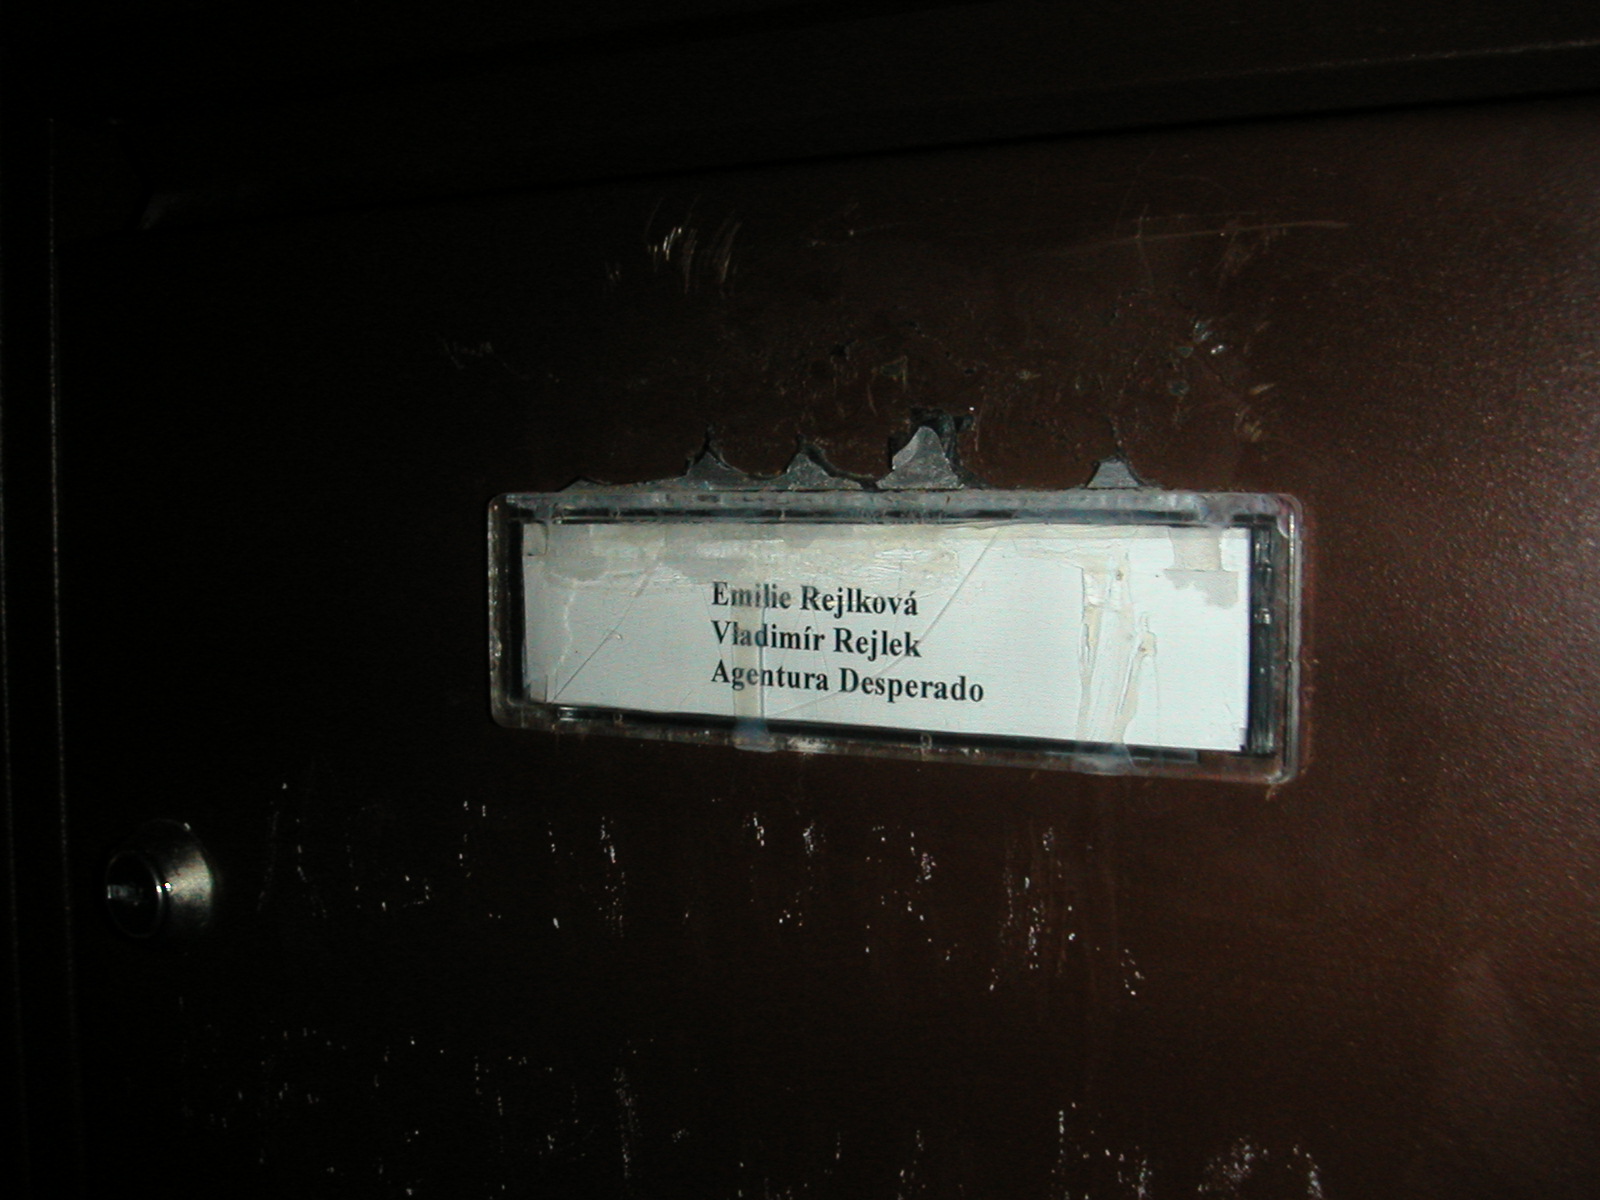 Emilie Rejlková
Vladimír Rejlek
Agentura Desperado